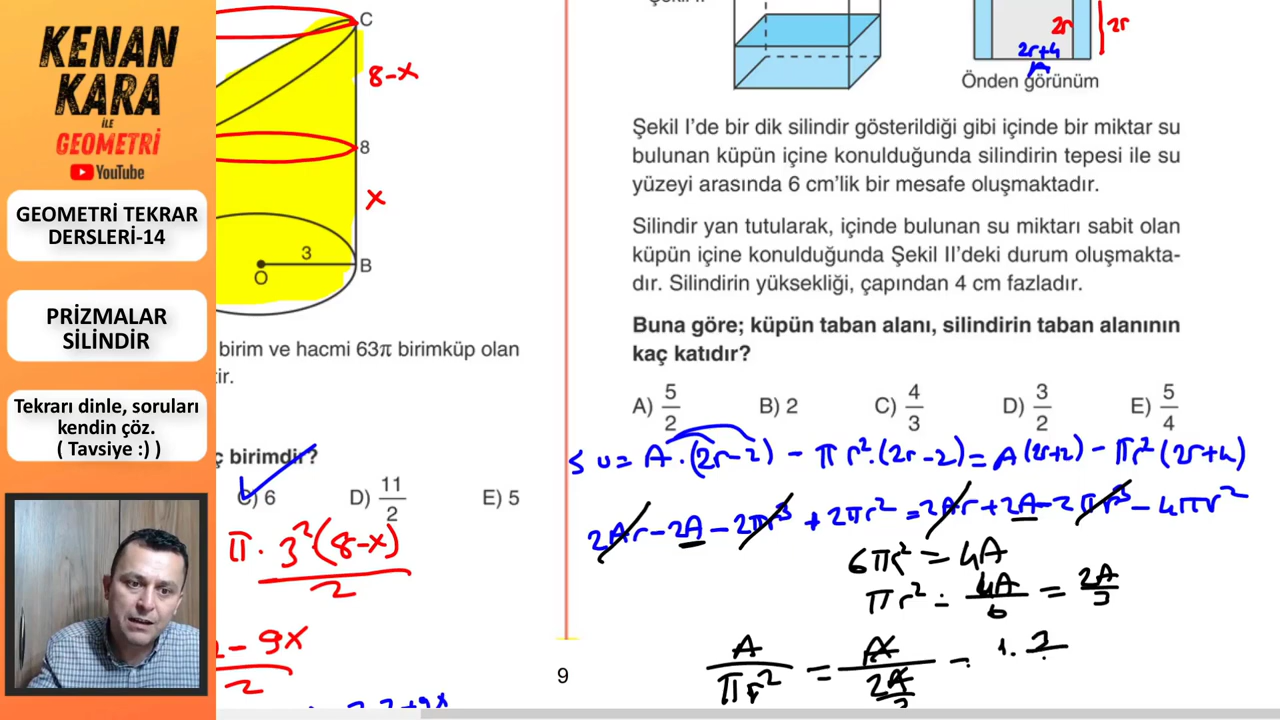 KENAN
KARA
İLE
GEOMETRİ
YouTube
GEOMETRİ TEKRAR
DERSLERİ-14
PRİZMALAR
SİLİNDİR
Tekrarı dinle, soruları
kendin çöz.
( Tavsiye :) )
C
8-x
8
x
3
O
B
birim ve hacmi 63π birimküp olan
birimdir?
C) 6
D) 11/2
E) 5
π · 3²(8-x)
2
- 9x
2
9
2r
2r
2r+4
Önden görünüm
Şekil I'de bir dik silindir gösterildiği gibi içinde bir miktar su
bulunan küpün içine konulduğunda silindirin tepesi ile su
yüzeyi arasında 6 cm'lik bir mesafe oluşmaktadır.
Silindir yan tutularak, içinde bulunan su miktarı sabit olan
küpün içine konulduğunda Şekil II'deki durum oluşmakta-
dır. Silindirin yüksekliği, çapından 4 cm fazladır.
Buna göre; küpün taban alanı, silindirin taban alanının
kaç katıdır?
A) 5/2 B) 2 C) 4/3 D) 3/2 E) 5/4
su = A · (2r-2) - πr² · (2r-2) = A(2r+2) - πr²(2r+4)
2Ar - 2A - 2πr³ + 2πr² = 2Ar + 2A - 2πr³ - 4πr²
6πr² = 4A
πr² = 4A/6 = 2A/3
A/πr² = A/(2A/3) = 1 · 3